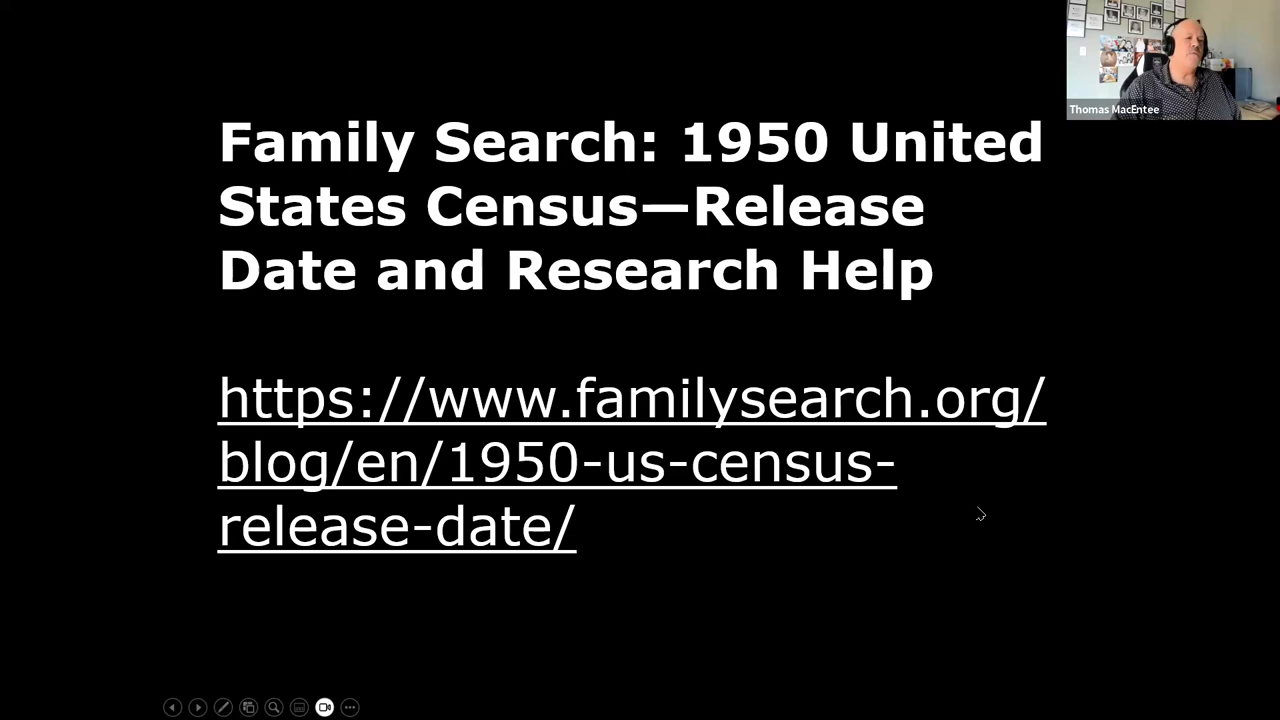 Thomas MacEntee
Family Search: 1950 United
States Census—Release
Date and Research Help
https://www.familysearch.org/
blog/en/1950-us-census-
release-date/